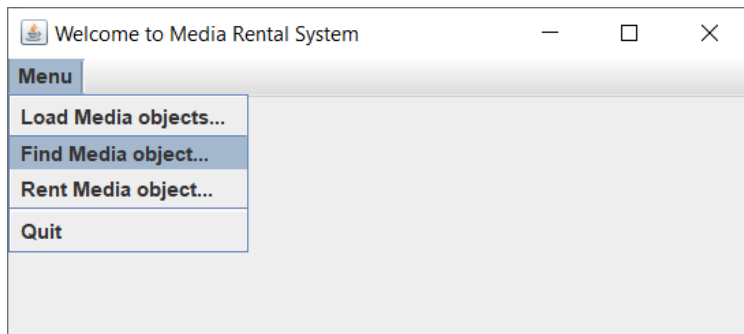 Welcome to Media Rental System
Menu
Load Media objects...
Find Media object...
Rent Media object...
Quit